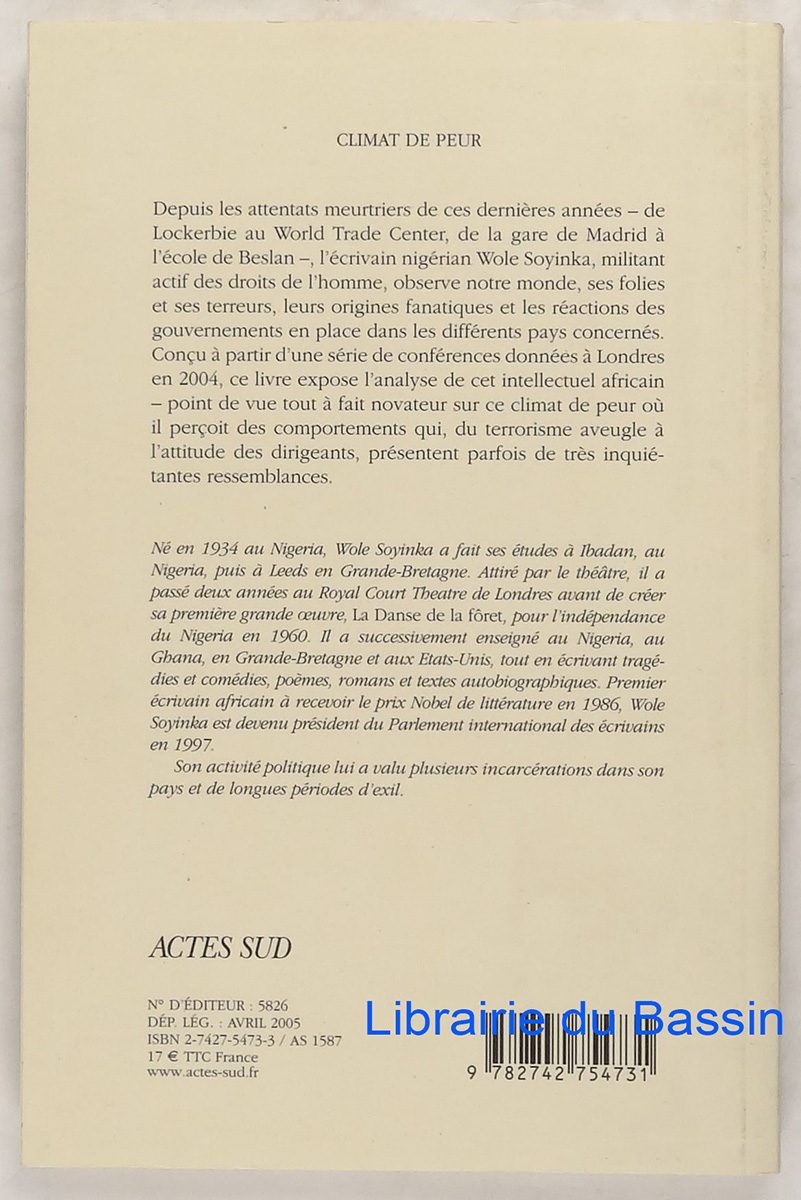 CLIMAT DE PEUR
Depuis les attentats meurtriers de ces dernières années – de
Lockerbie au World Trade Center, de la gare de Madrid à
l'école de Beslan –, l'écrivain nigérian Wole Soyinka, militant
actif des droits de l'homme, observe notre monde, ses folies
et ses terreurs, leurs origines fanatiques et les réactions des
gouvernements en place dans les différents pays concernés.
Conçu à partir d'une série de conférences données à Londres
en 2004, ce livre expose l'analyse de cet intellectuel africain
– point de vue tout à fait novateur sur ce climat de peur où
il perçoit des comportements qui, du terrorisme aveugle à
l'attitude des dirigeants, présentent parfois de très inquié-
tantes ressemblances.
Né en 1934 au Nigeria, Wole Soyinka a fait ses études à Ibadan, au
Nigeria, puis à Leeds en Grande-Bretagne. Attiré par le théâtre, il a
passé deux années au Royal Court Theatre de Londres avant de créer
sa première grande œuvre, La Danse de la fôret, pour l'indépendance
du Nigeria en 1960. Il a successivement enseigné au Nigeria, au
Ghana, en Grande-Bretagne et aux Etats-Unis, tout en écrivant tragé-
dies et comédies, poèmes, romans et textes autobiographiques. Premier
écrivain africain à recevoir le prix Nobel de littérature en 1986, Wole
Soyinka est devenu président du Parlement international des écrivains
en 1997.
Son activité politique lui a valu plusieurs incarcérations dans son
pays et de longues périodes d'exil.
ACTES SUD
N° D'ÉDITEUR : 5826
DÉP. LÉG. : AVRIL 2005
ISBN 2-7427-5473-3 / AS 1587
17 € TTC France
www.actes-sud.fr
Librairie du Bassin
9 782742 754731